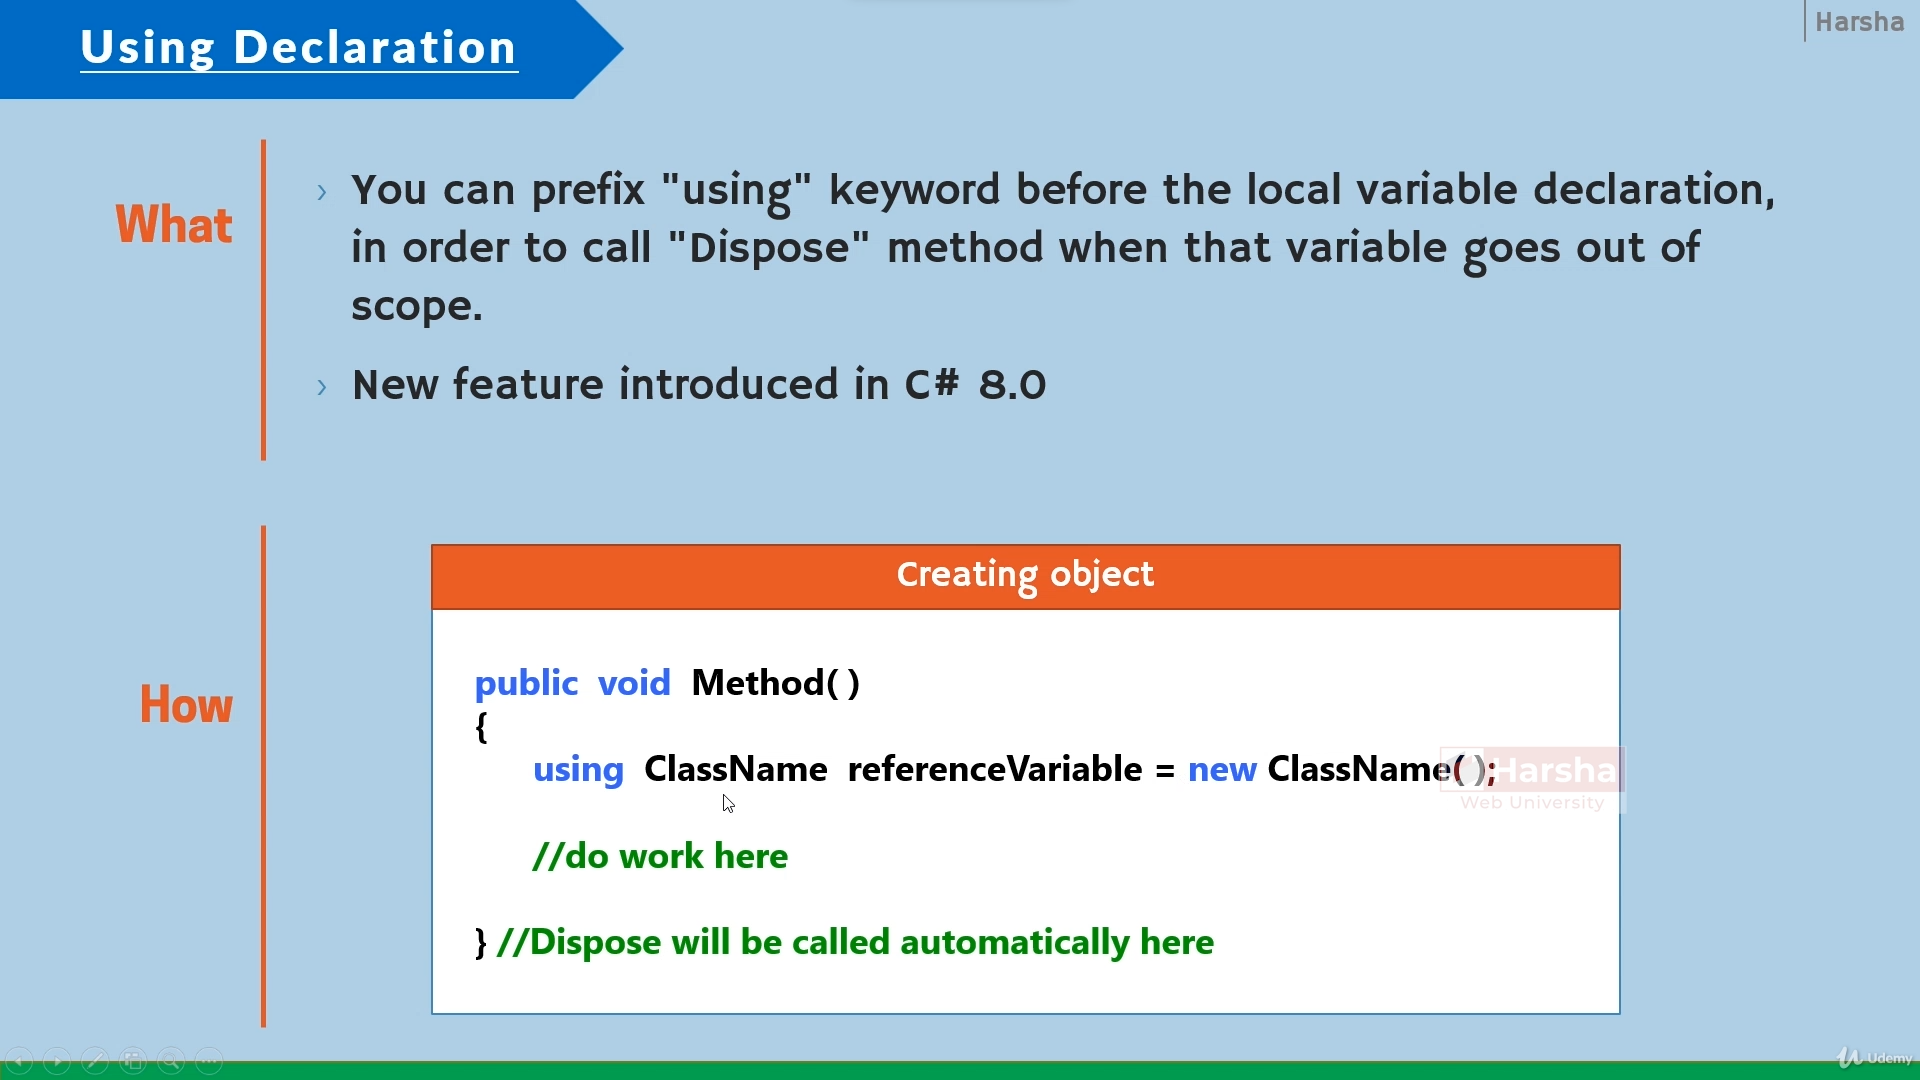 Using Declaration
Harsha
What
› You can prefix "using" keyword before the local variable declaration,
in order to call "Dispose" method when that variable goes out of
scope.
› New feature introduced in C# 8.0
How
Creating object
public void Method( )
{
using ClassName referenceVariable = new ClassName( );
Harsha
Web University
//do work here
} //Dispose will be called automatically here
Udemy